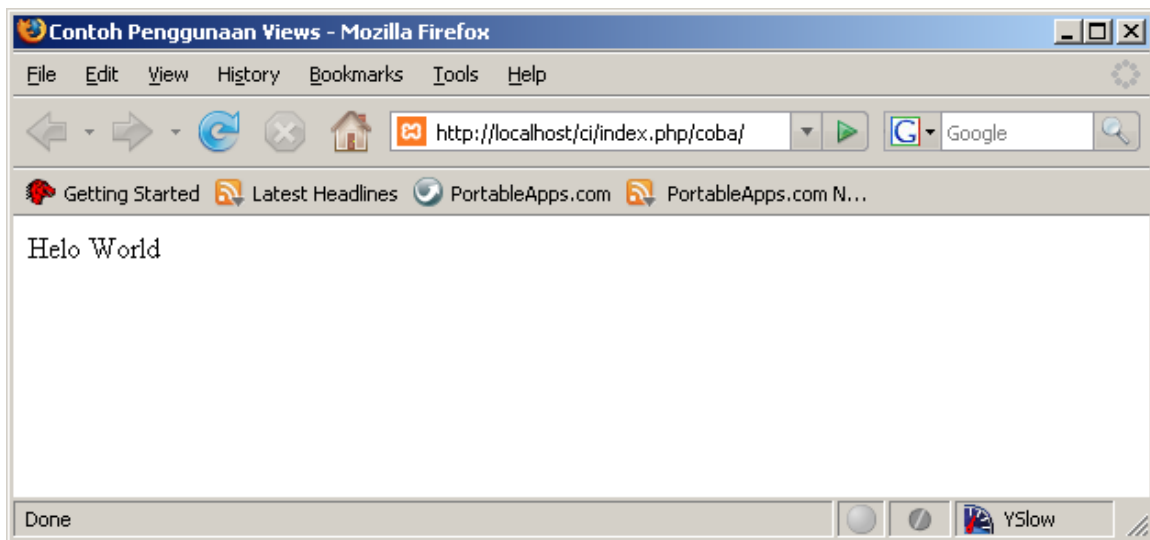 Contoh Penggunaan Views - Mozilla Firefox
File Edit View History Bookmarks Tools Help
http://localhost/ci/index.php/coba/ G Google
Getting Started Latest Headlines PortableApps.com PortableApps.com N...
Helo World
Done YSlow